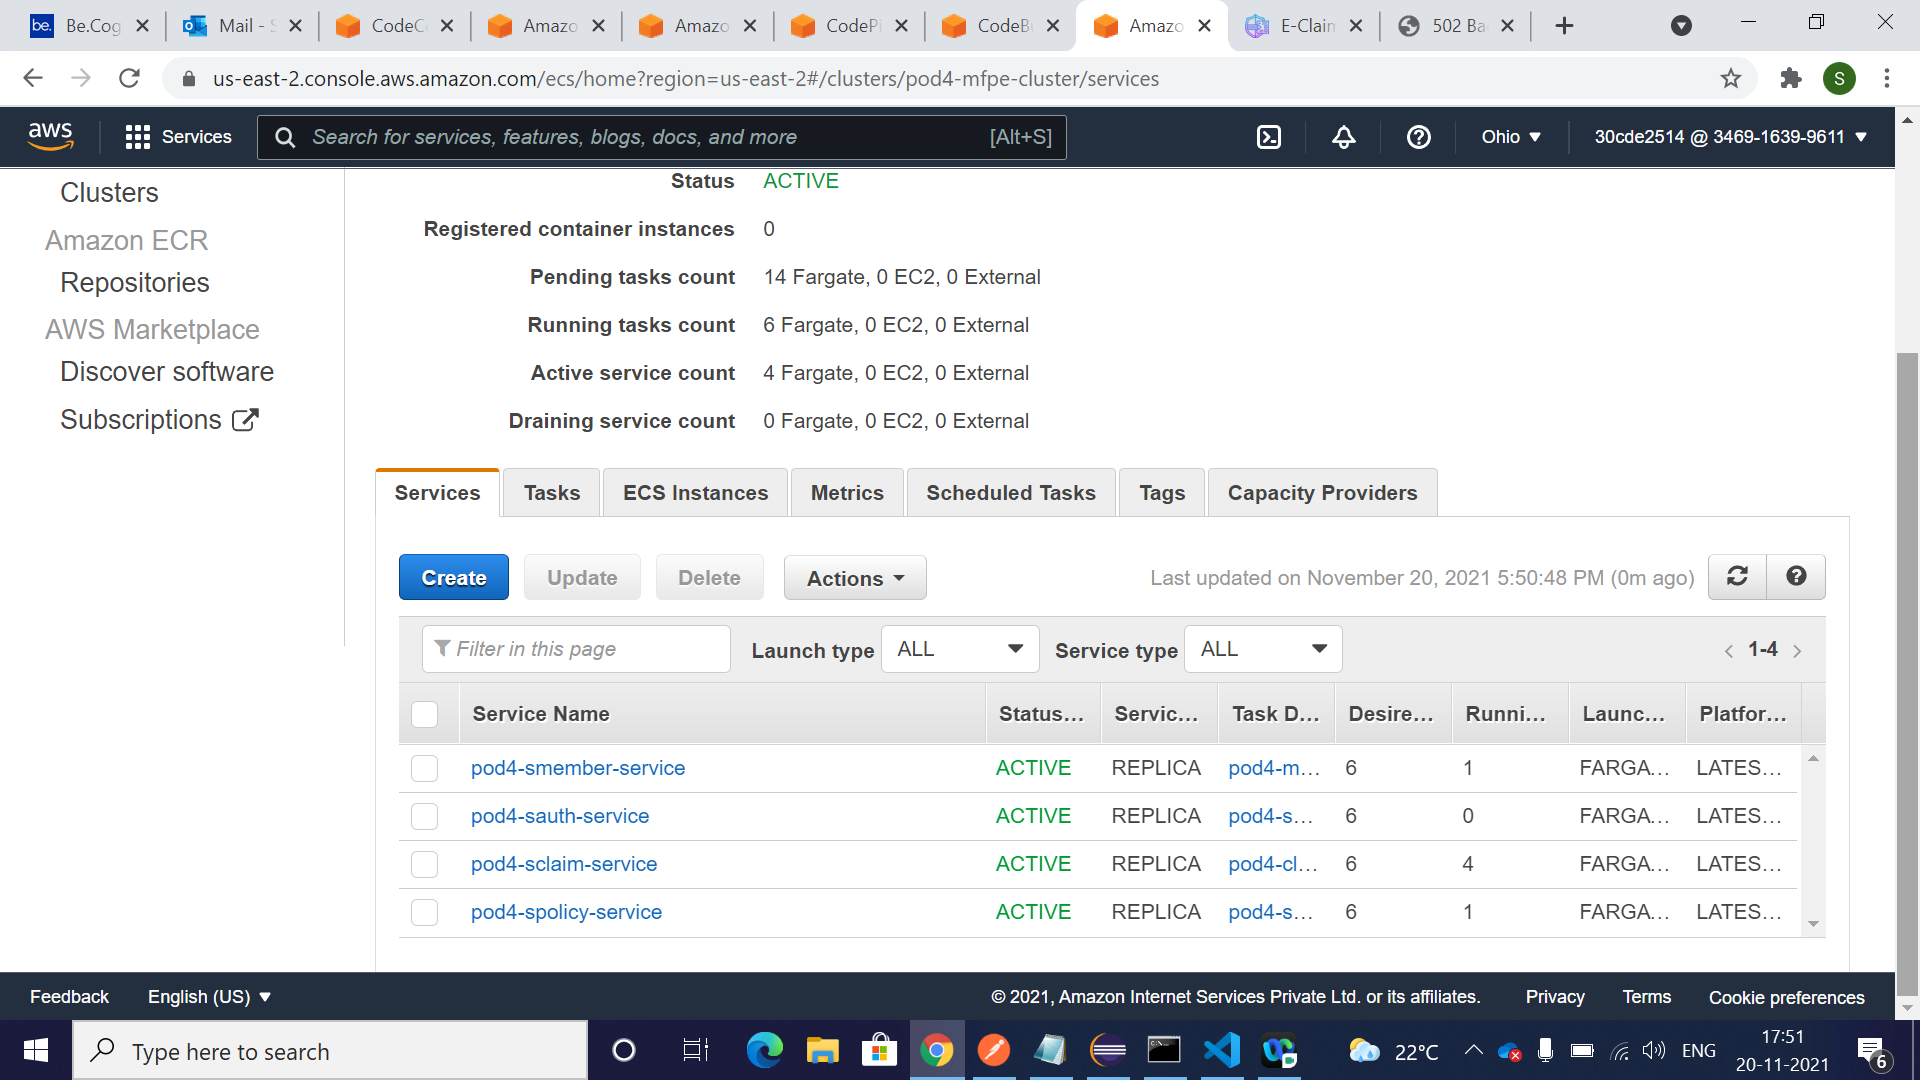 be. Be.Cog
Mail - S
CodeCo
Amazo
Amazo
CodePi
CodeBu
Amazo
E-Claim
502 Ba
us-east-2.console.aws.amazon.com/ecs/home?region=us-east-2#/clusters/pod4-mfpe-cluster/services
S
aws
Services
Search for services, features, blogs, docs, and more [Alt+S]
Ohio
30cde2514 @ 3469-1639-9611
Clusters
Amazon ECR
Repositories
AWS Marketplace
Discover software
Subscriptions
Status ACTIVE
Registered container instances 0
Pending tasks count 14 Fargate, 0 EC2, 0 External
Running tasks count 6 Fargate, 0 EC2, 0 External
Active service count 4 Fargate, 0 EC2, 0 External
Draining service count 0 Fargate, 0 EC2, 0 External
Services Tasks ECS Instances Metrics Scheduled Tasks Tags Capacity Providers
Create Update Delete Actions Last updated on November 20, 2021 5:50:48 PM (0m ago)
Filter in this page Launch type ALL Service type ALL < 1-4 >
Service Name Status... Servic... Task D... Desire... Runni... Launc... Platfor...
pod4-smember-service ACTIVE REPLICA pod4-m... 6 1 FARGA... LATES...
pod4-sauth-service ACTIVE REPLICA pod4-s... 6 0 FARGA... LATES...
pod4-sclaim-service ACTIVE REPLICA pod4-cl... 6 4 FARGA... LATES...
pod4-spolicy-service ACTIVE REPLICA pod4-s... 6 1 FARGA... LATES...
Feedback English (US) © 2021, Amazon Internet Services Private Ltd. or its affiliates. Privacy Terms Cookie preferences
Type here to search
22°C
ENG
17:51
20-11-2021
6